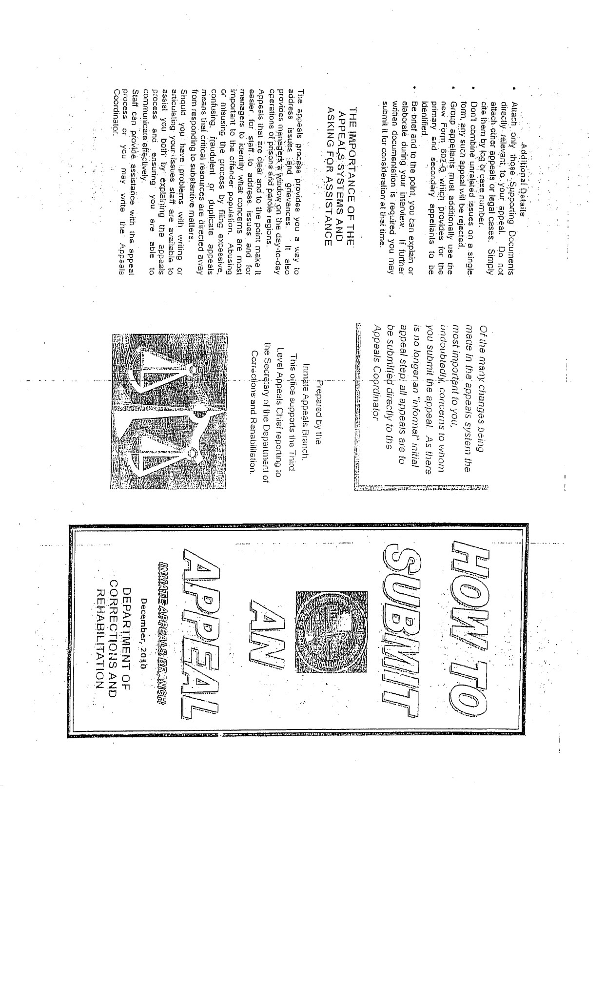 Additional Details
• Attach only those Supporting Documents
directly relevant to your appeal. Do not
attach other appeals or legal cases. Simply
cite them by log or case number.
• Don't combine unrelated issues on a single
form, any such appeal will be rejected.
• Group appellants must additionally use the
new Form 602-G which provides for the
primary and secondary appellants to be
identified.
• Be brief and to the point, you can explain or
elaborate during your interview. If further
written documentation is required you may
submit it for consideration at that time.
THE IMPORTANCE OF THE
APPEALS SYSTEMS AND
ASKING FOR ASSISTANCE
The appeals process provides you a way to
address issues and grievances. It also
provides managers a window on the day-to-day
operations of prisons and parole regions.
Appeals that are clear and to the point make it
easier for staff to address issues and for
managers to identify what concerns are most
important to the offender population. Abusing
or misusing the process by filing excessive,
confusing, fraudulent or duplicate appeals
means that critical resources are directed away
from responding to substantive matters.
Should you have problems with writing or
articulating your issues staff are available to
assist you both by explaining the appeals
process and ensuring you are able to
communicate effectively.
Staff can provide assistance with the appeal
process or you may write the Appeals
Coordinator.
Of the many changes being
made in the appeals system the
most important to you,
undoubtedly, concerns to whom
you submit the appeal. As there
is no longer an "informal" initial
appeal step, all appeals are to
be submitted directly to the
Appeals Coordinator
Prepared by the
Inmate Appeals Branch.
This office supports the Third
Level Appeals Chief reporting to
the Secretary of the Department of
Corrections and Rehabilitation.
HOW TO
SUBMIT
AN
APPEAL
INMATE APPEALS BRANCH
December, 2010
DEPARTMENT OF
CORRECTIONS AND
REHABILITATION